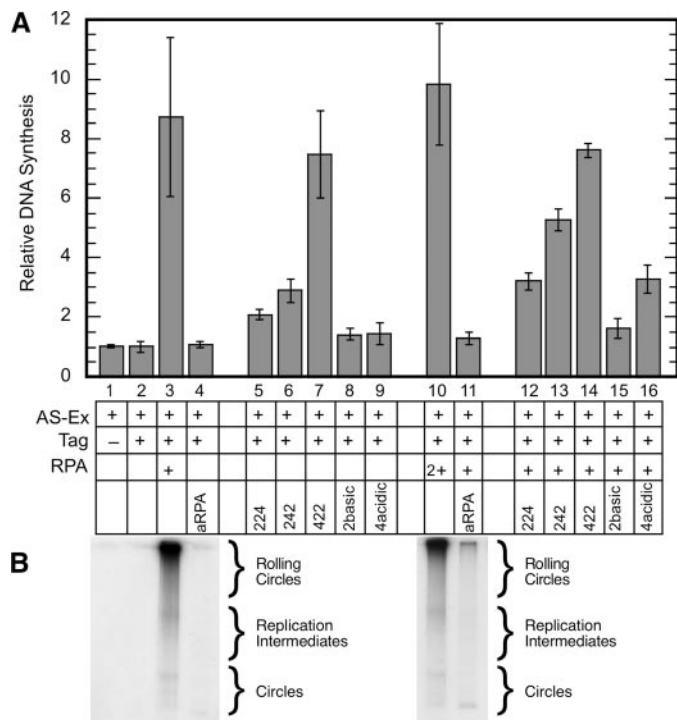 A
12
10
8
6
4
2
0
Relative DNA Synthesis
1 2 3 4 5 6 7 8 9 10 11 12 13 14 15 16
AS-Ex + + + + + + + + + + + + + + + +
Tag – + + + + + + + + + + + + + + +
RPA + 2+ + + + + + +
aRPA 224 242 422 2basic 4acidic aRPA 224 242 422 2basic 4acidic
B
Rolling
Circles
Replication
Intermediates
Circles
Rolling
Circles
Replication
Intermediates
Circles